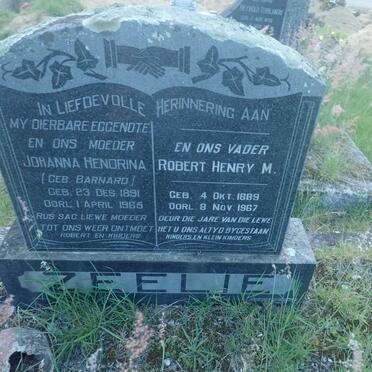 IN LIEFDEVOLLE HERINNERING AAN
MY DIERBARE EGGENOTE
EN ONS MOEDER
JOHANNA HENDRINA
(GEB. BARNARD)
GEB. 23 DES. 1891
OORL. 1 APRIL 1965
RUS SAG LIEWE MOEDER
TOT ONS WEER ONTMOET
ROBERT EN KINDERS
EN ONS VADER
ROBERT HENRY M.
GEB. 4 OKT. 1889
OORL. 8 NOV. 1967
DEUR DIE JARE VAN DIE LEWE
HET U ONS ALTYD BYGESTAAN
KINDERS EN KLEIN KINDERS
ZEELIE